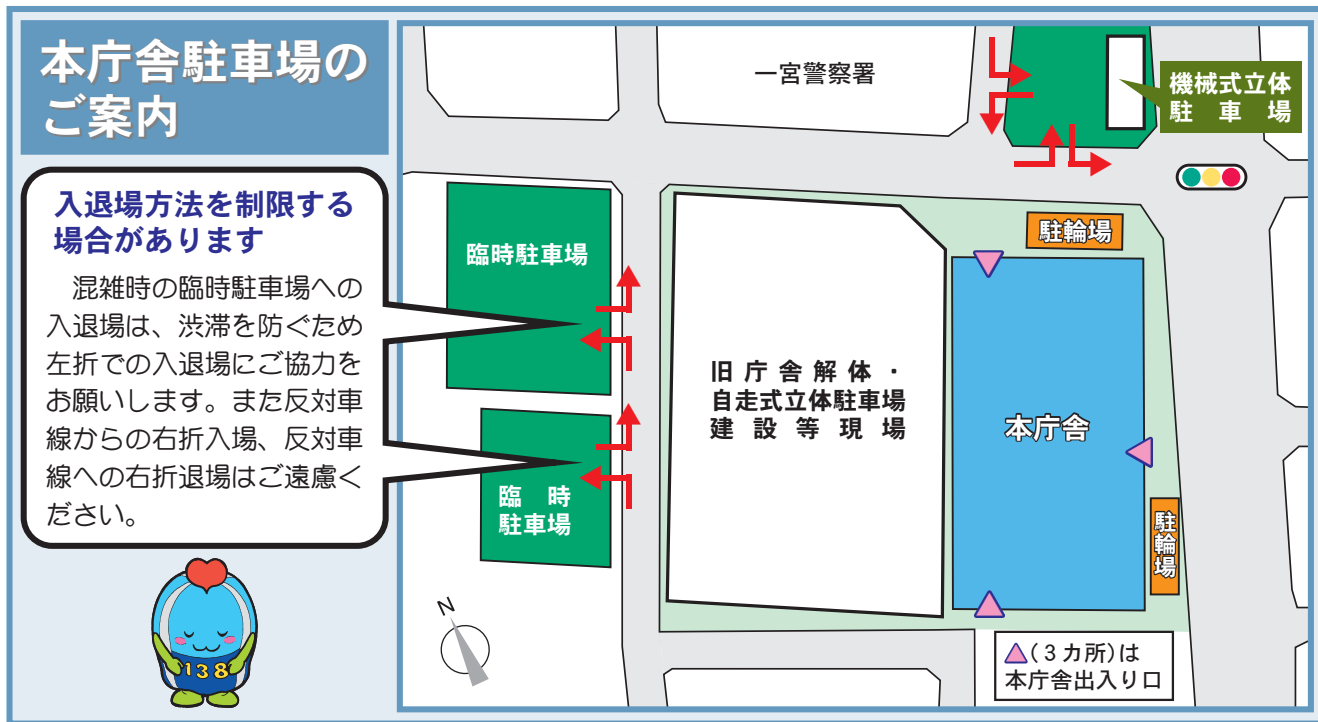 本庁舎駐車場の
ご案内
入退場方法を制限する
場合があります
　混雑時の臨時駐車場への
入退場は、渋滞を防ぐため
左折での入退場にご協力を
お願いします。また反対車
線からの右折入場、反対車
線への右折退場はご遠慮く
ださい。
138
一宮警察署
機械式立体
駐車場
臨時駐車場
臨時
駐車場
旧庁舎解体・
自走式立体駐車場
建設等現場
駐輪場
本庁舎
駐輪場
N
△(3カ所)は
本庁舎出入り口